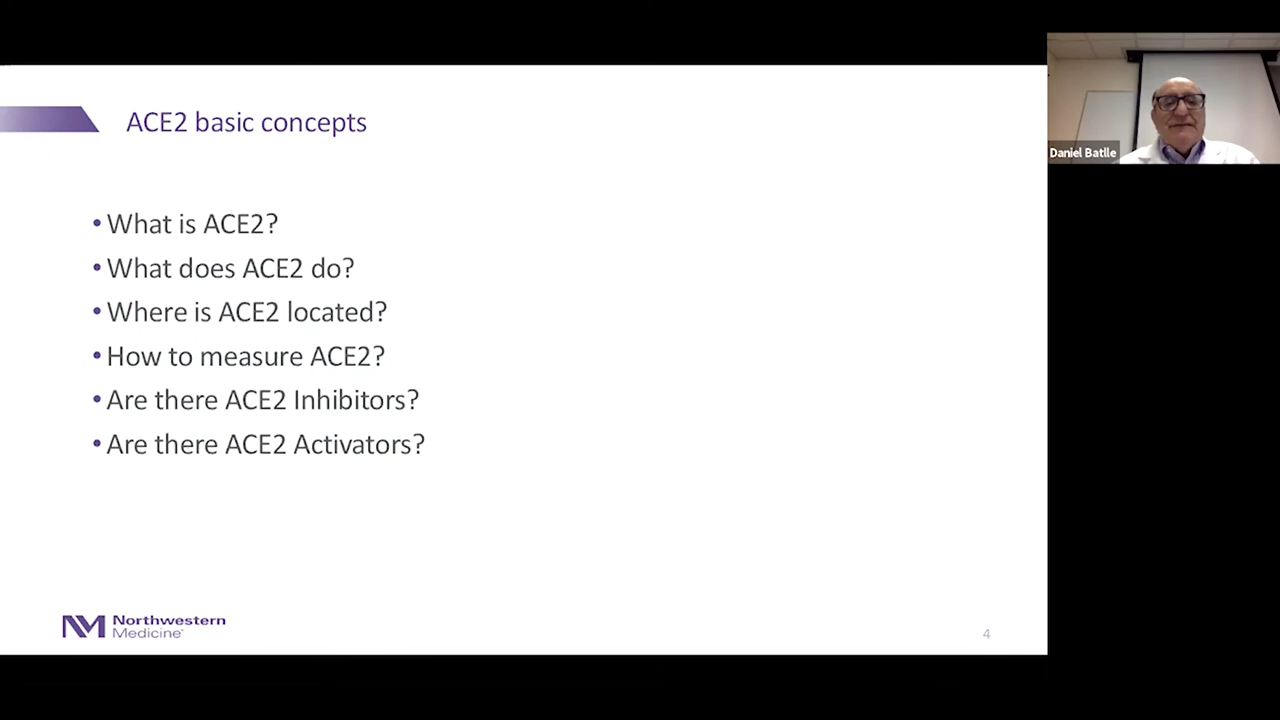 ACE2 basic concepts
• What is ACE2?
• What does ACE2 do?
• Where is ACE2 located?
• How to measure ACE2?
• Are there ACE2 Inhibitors?
• Are there ACE2 Activators?
Northwestern
Medicine
4
Daniel Batlle